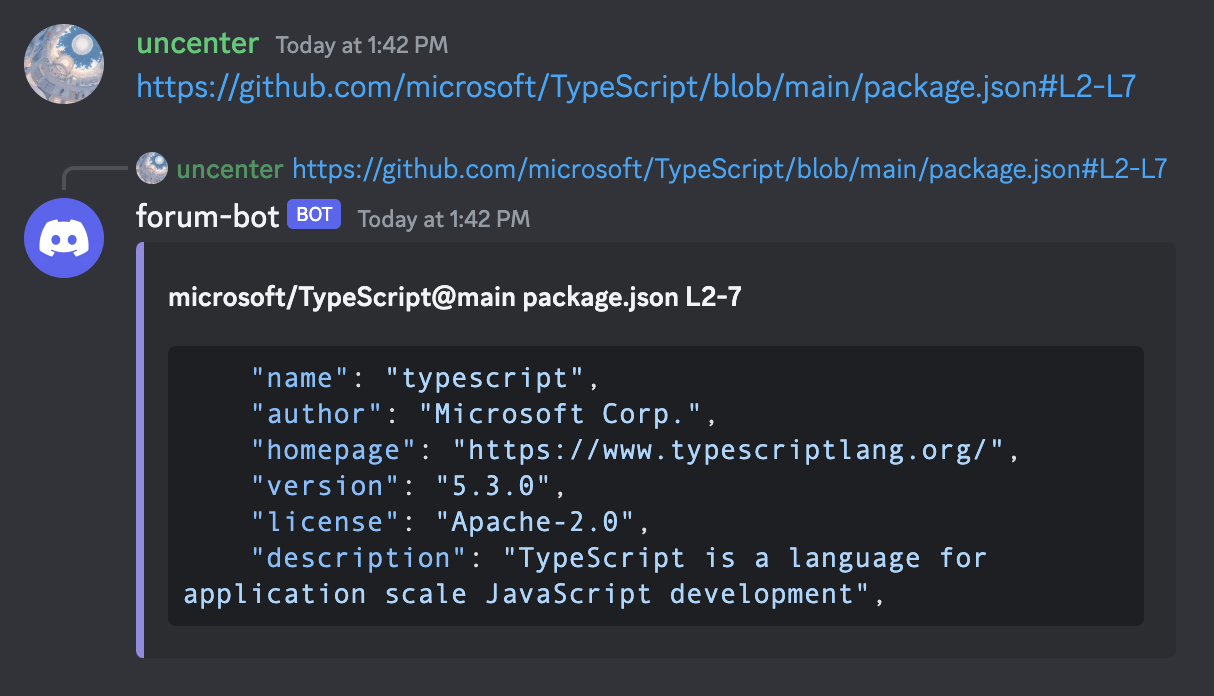 uncenter Today at 1:42 PM
https://github.com/microsoft/TypeScript/blob/main/package.json#L2-L7
uncenter https://github.com/microsoft/TypeScript/blob/main/package.json#L2-L7
forum-bot BOT Today at 1:42 PM
microsoft/TypeScript@main package.json L2-7
"name": "typescript",
"author": "Microsoft Corp.",
"homepage": "https://www.typescriptlang.org/",
"version": "5.3.0",
"license": "Apache-2.0",
"description": "TypeScript is a language for
application scale JavaScript development",